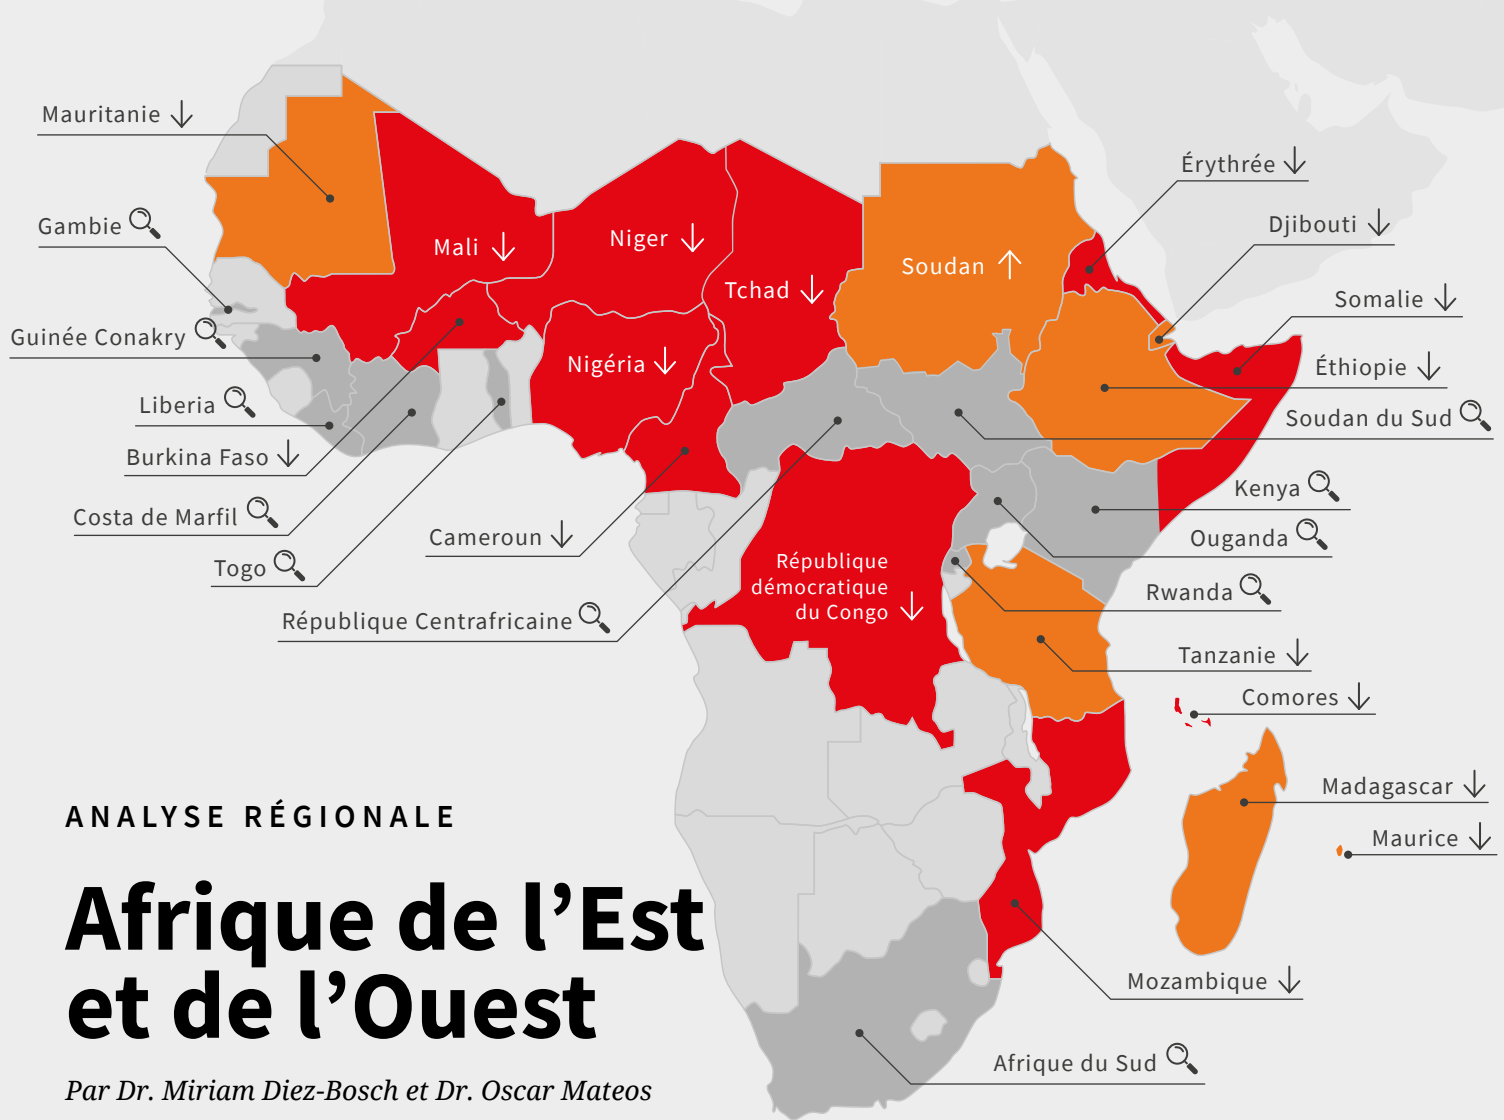 Mauritanie
Gambie
Guinée Conakry
Liberia
Burkina Faso
Costa de Marfil
Togo
République Centrafricaine
Cameroun
Mali
Niger
Tchad
Nigéria
Soudan
République
démocratique
du Congo
Érythrée
Djibouti
Somalie
Éthiopie
Soudan du Sud
Kenya
Ouganda
Rwanda
Tanzanie
Comores
Madagascar
Maurice
Mozambique
Afrique du Sud
ANALYSE RÉGIONALE
Afrique de l’Est
et de l’Ouest
Par Dr. Miriam Diez-Bosch et Dr. Oscar Mateos